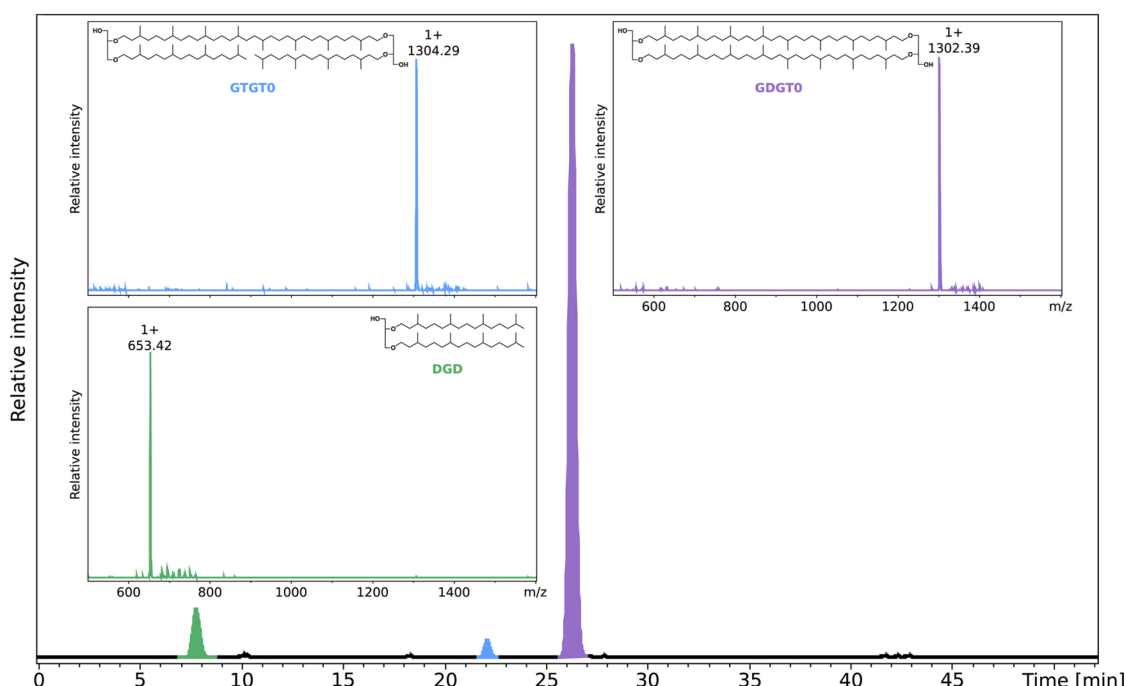 HO
O
O
O
O
OH
1+
1304.29
GTGT0
Relative intensity
HO
O
O
O
O
OH
1+
1302.39
GDGT0
Relative intensity
600 800 1000 1200 1400 m/z
HO
O
O
1+
653.42
DGD
Relative intensity
600 800 1000 1200 1400 m/z
Relative intensity
0 5 10 15 20 25 30 35 40 45 Time [min]